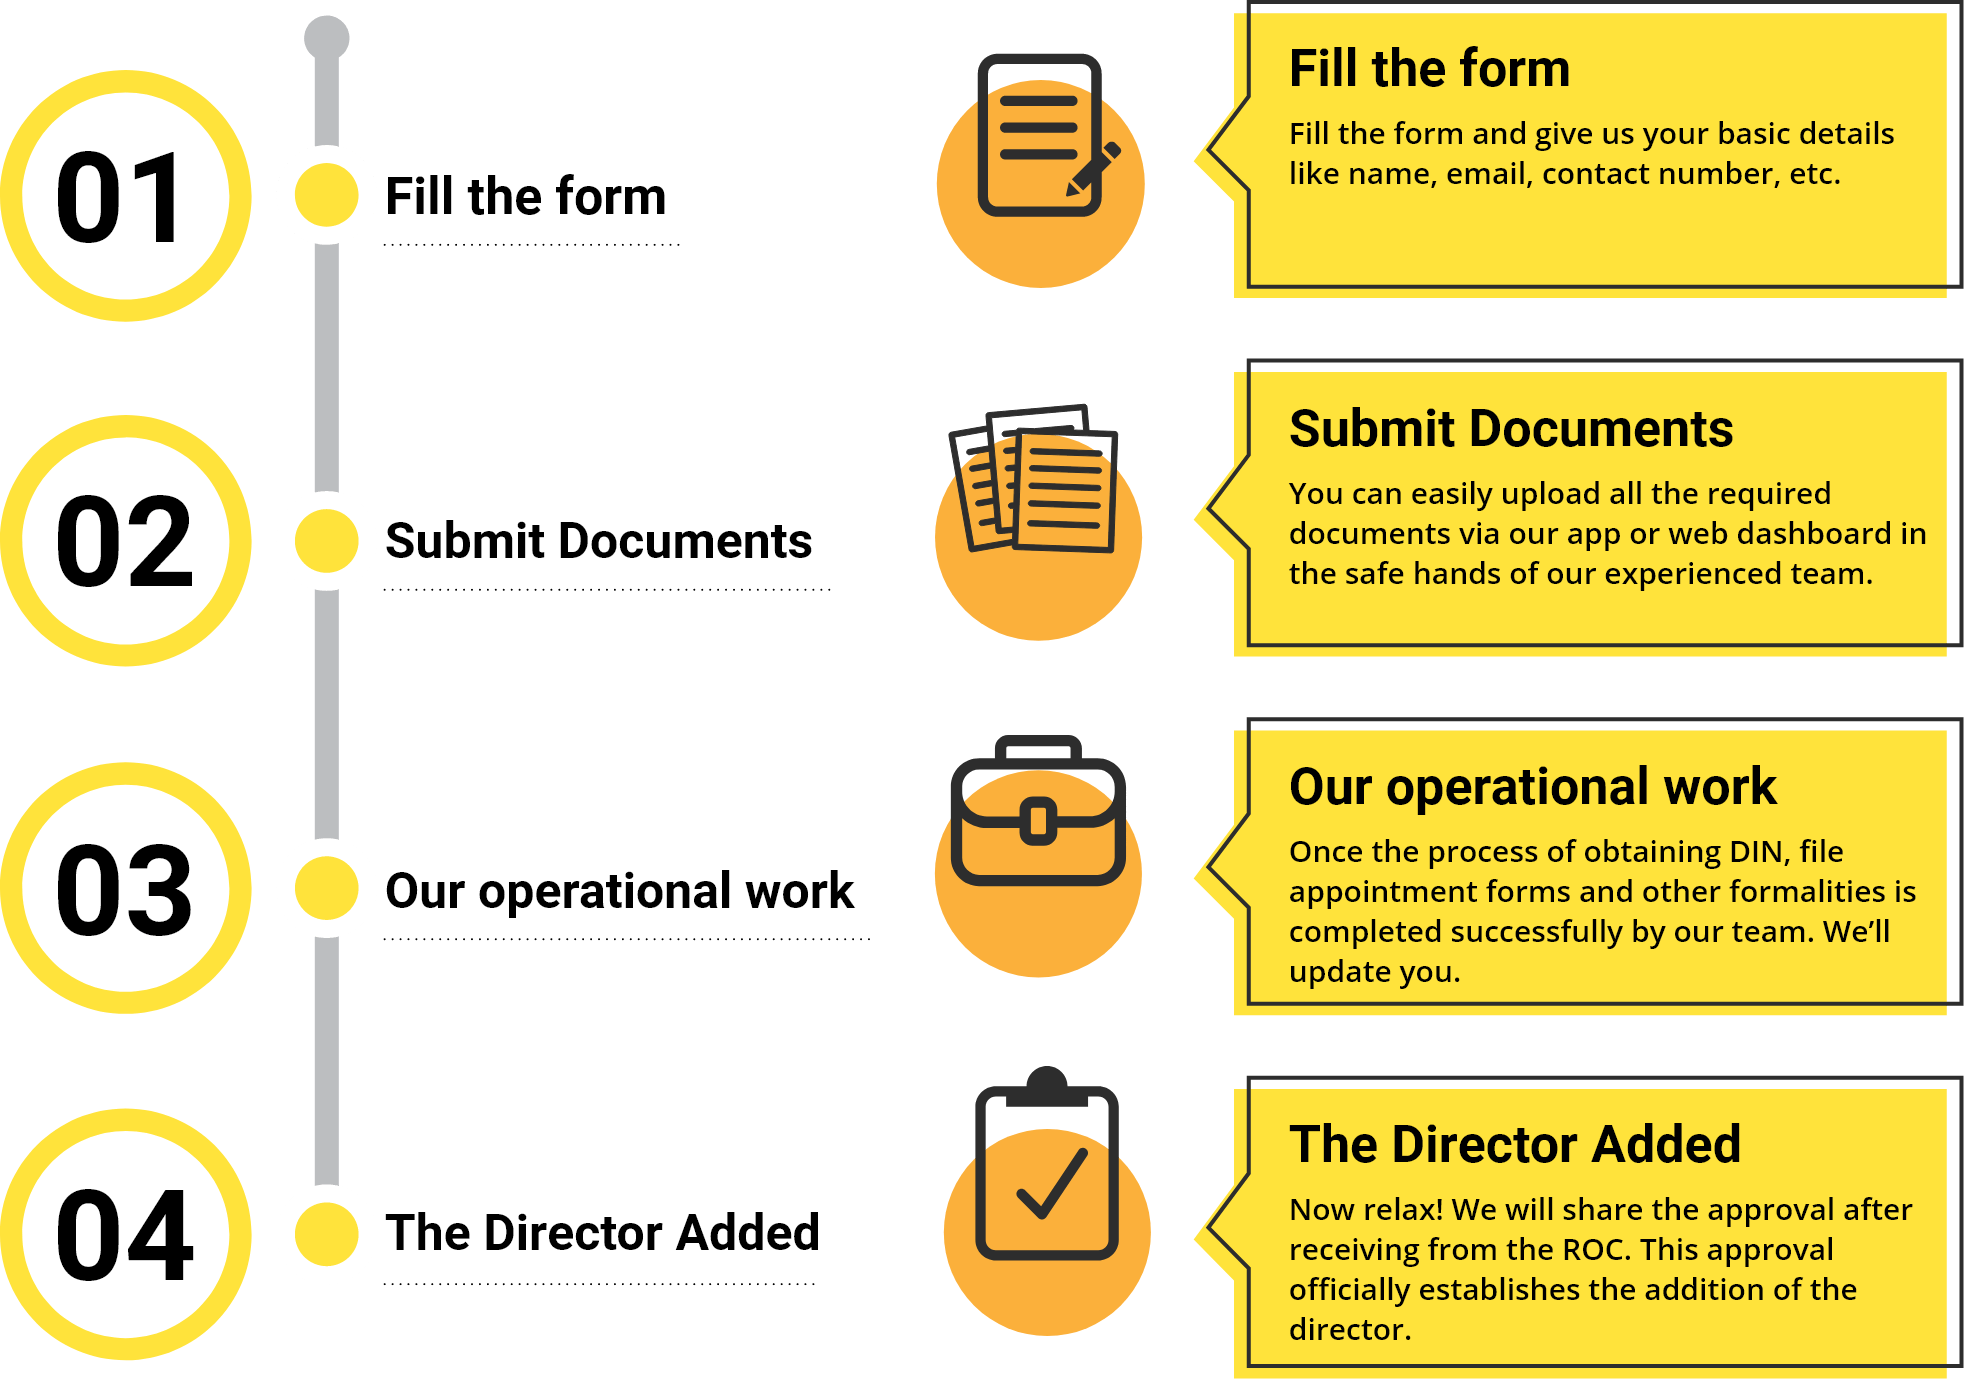 01
Fill the form
Fill the form
Fill the form and give us your basic details
like name, email, contact number, etc.
02
Submit Documents
Submit Documents
You can easily upload all the required
documents via our app or web dashboard in
the safe hands of our experienced team.
03
Our operational work
Our operational work
Once the process of obtaining DIN, file
appointment forms and other formalities is
completed successfully by our team. We’ll
update you.
04
The Director Added
The Director Added
Now relax! We will share the approval after
receiving from the ROC. This approval
officially establishes the addition of the
director.